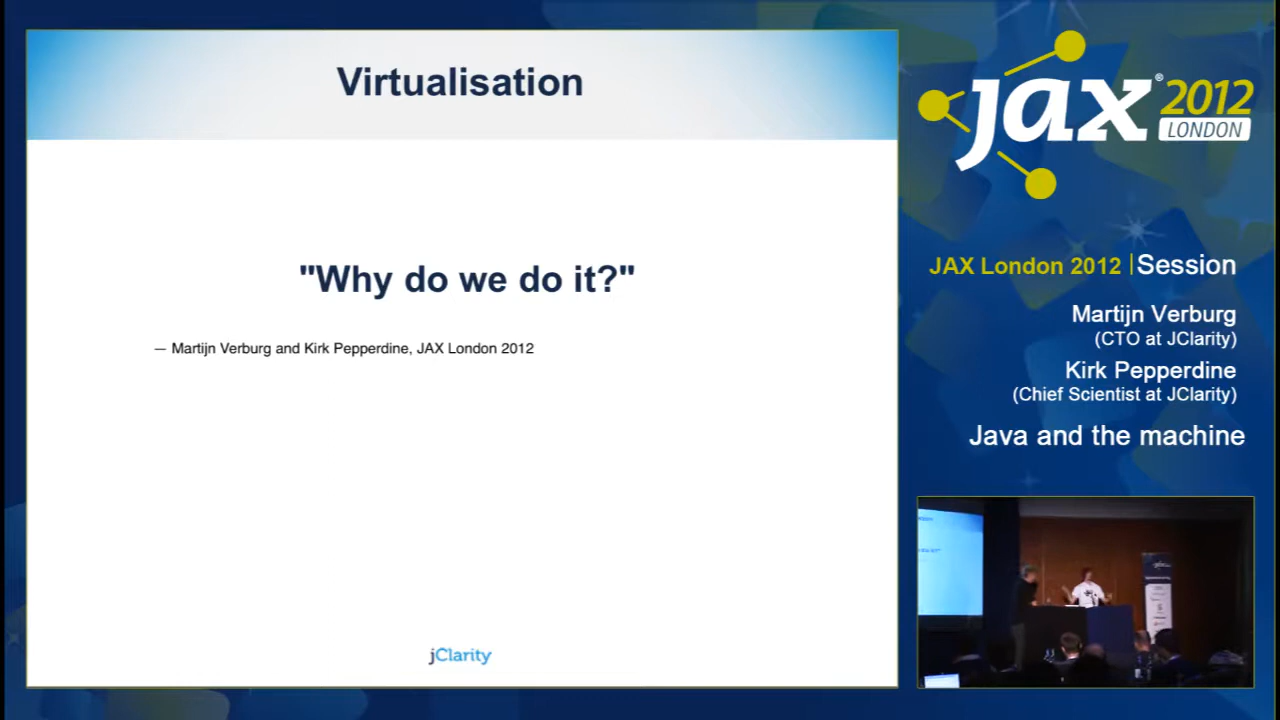 Virtualisation
"Why do we do it?"
— Martijn Verburg and Kirk Pepperdine, JAX London 2012
jClarity
jax® 2012
LONDON
JAX London 2012 | Session
Martijn Verburg
(CTO at JClarity)
Kirk Pepperdine
(Chief Scientist at JClarity)
Java and the machine